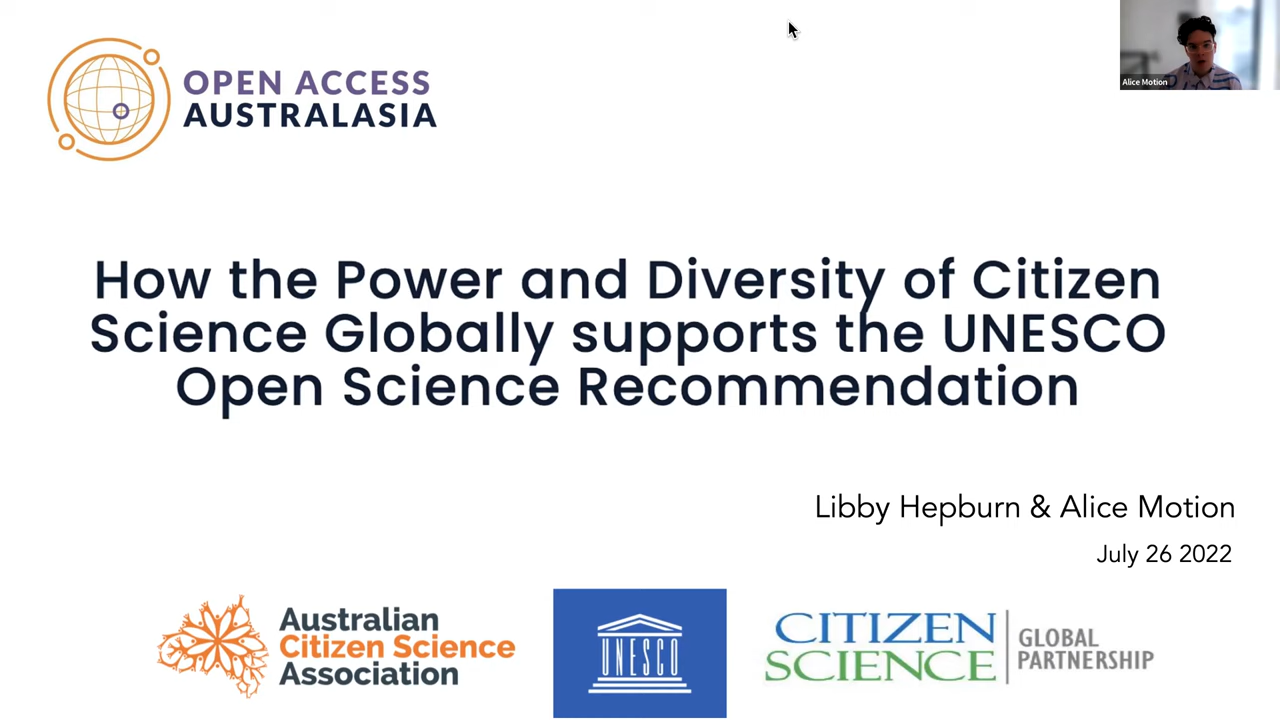 OPEN ACCESS
AUSTRALASIA
Alice Motion
How the Power and Diversity of Citizen
Science Globally supports the UNESCO
Open Science Recommendation
Libby Hepburn & Alice Motion
July 26 2022
Australian
Citizen Science
Association
UNESCO
CITIZEN
SCIENCE
GLOBAL
PARTNERSHIP